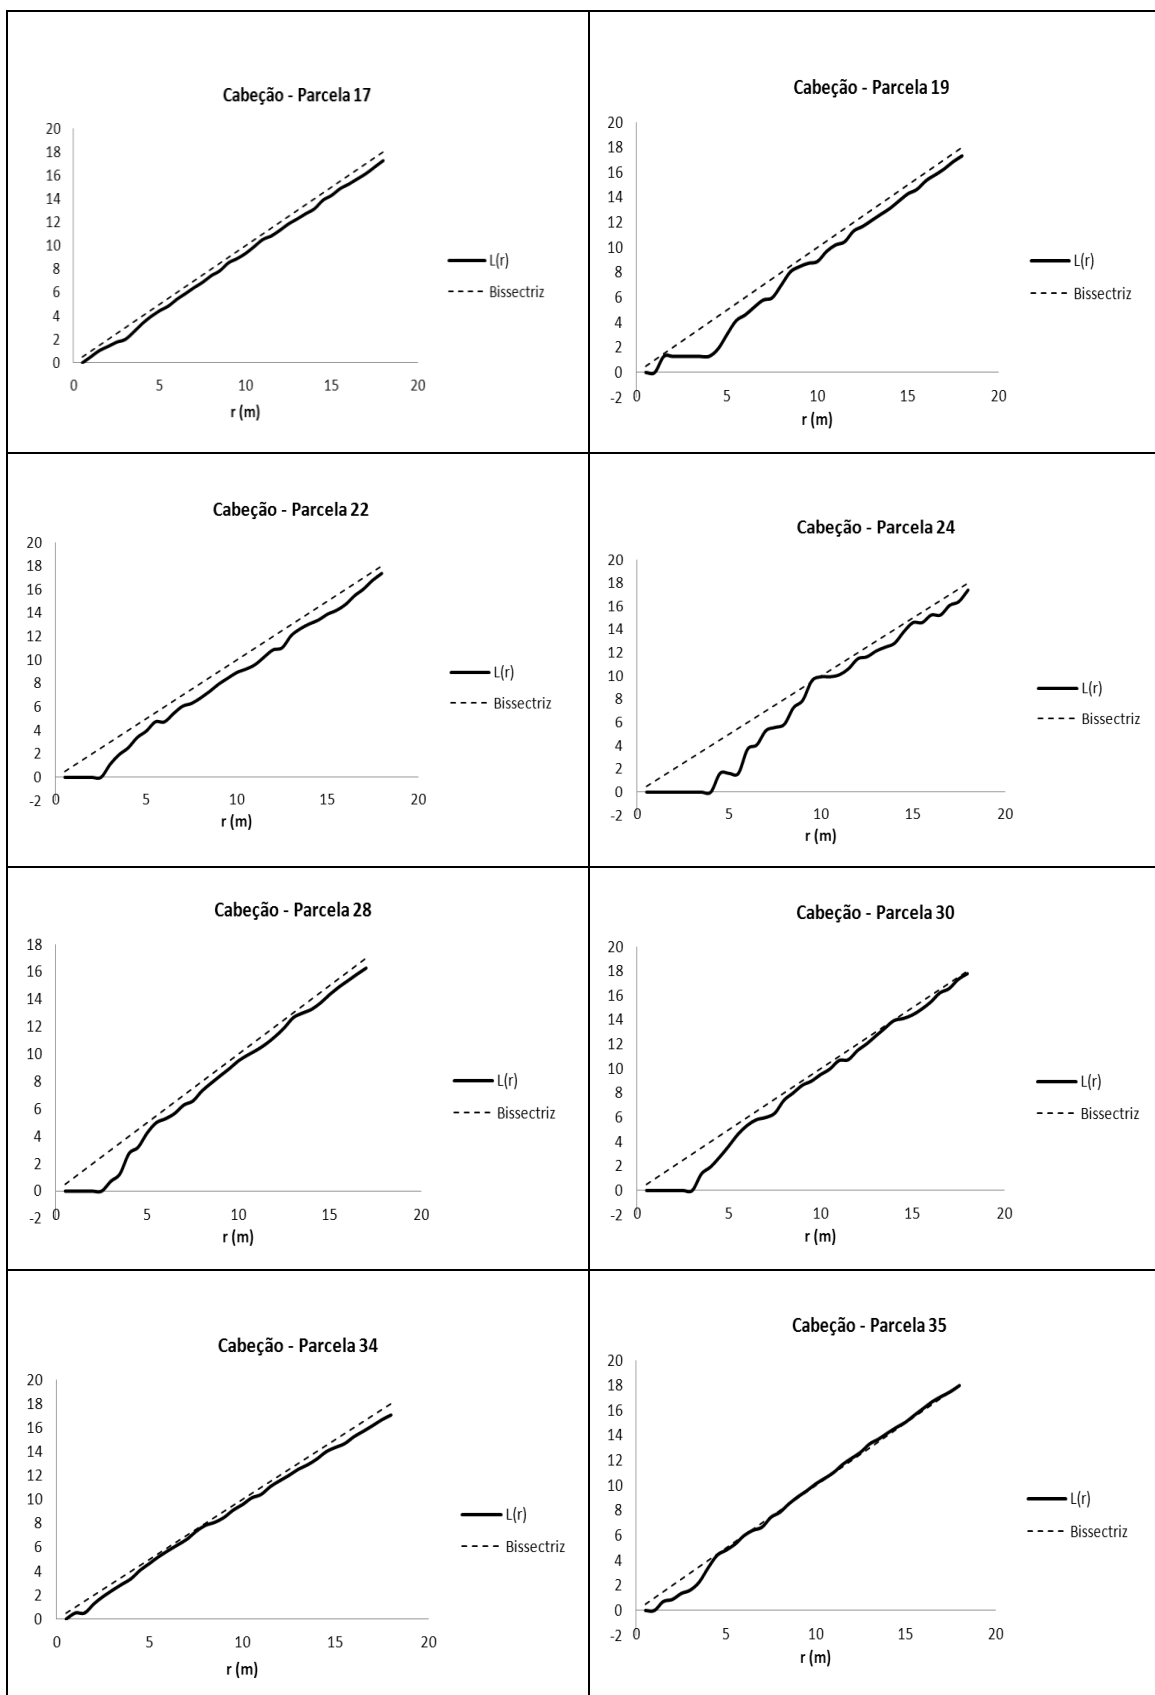 Cabeção - Parcela 17
20
18
16
14
12
10
8
6
4
2
0
0 5 10 15 20
r (m)
L(r)
Bissectriz
Cabeção - Parcela 19
20
18
16
14
12
10
8
6
4
2
0
-2
0 5 10 15 20
r (m)
L(r)
Bissectriz
Cabeção - Parcela 22
20
18
16
14
12
10
8
6
4
2
0
-2
0 5 10 15 20
r (m)
L(r)
Bissectriz
Cabeção - Parcela 24
20
18
16
14
12
10
8
6
4
2
0
-2
0 5 10 15 20
r (m)
L(r)
Bissectriz
Cabeção - Parcela 28
18
16
14
12
10
8
6
4
2
0
-2
0 5 10 15 20
r (m)
L(r)
Bissectriz
Cabeção - Parcela 30
20
18
16
14
12
10
8
6
4
2
0
-2
0 5 10 15 20
r (m)
L(r)
Bissectriz
Cabeção - Parcela 34
20
18
16
14
12
10
8
6
4
2
0
0 5 10 15 20
r (m)
L(r)
Bissectriz
Cabeção - Parcela 35
20
18
16
14
12
10
8
6
4
2
0
-2
0 5 10 15 20
r (m)
L(r)
Bissectriz